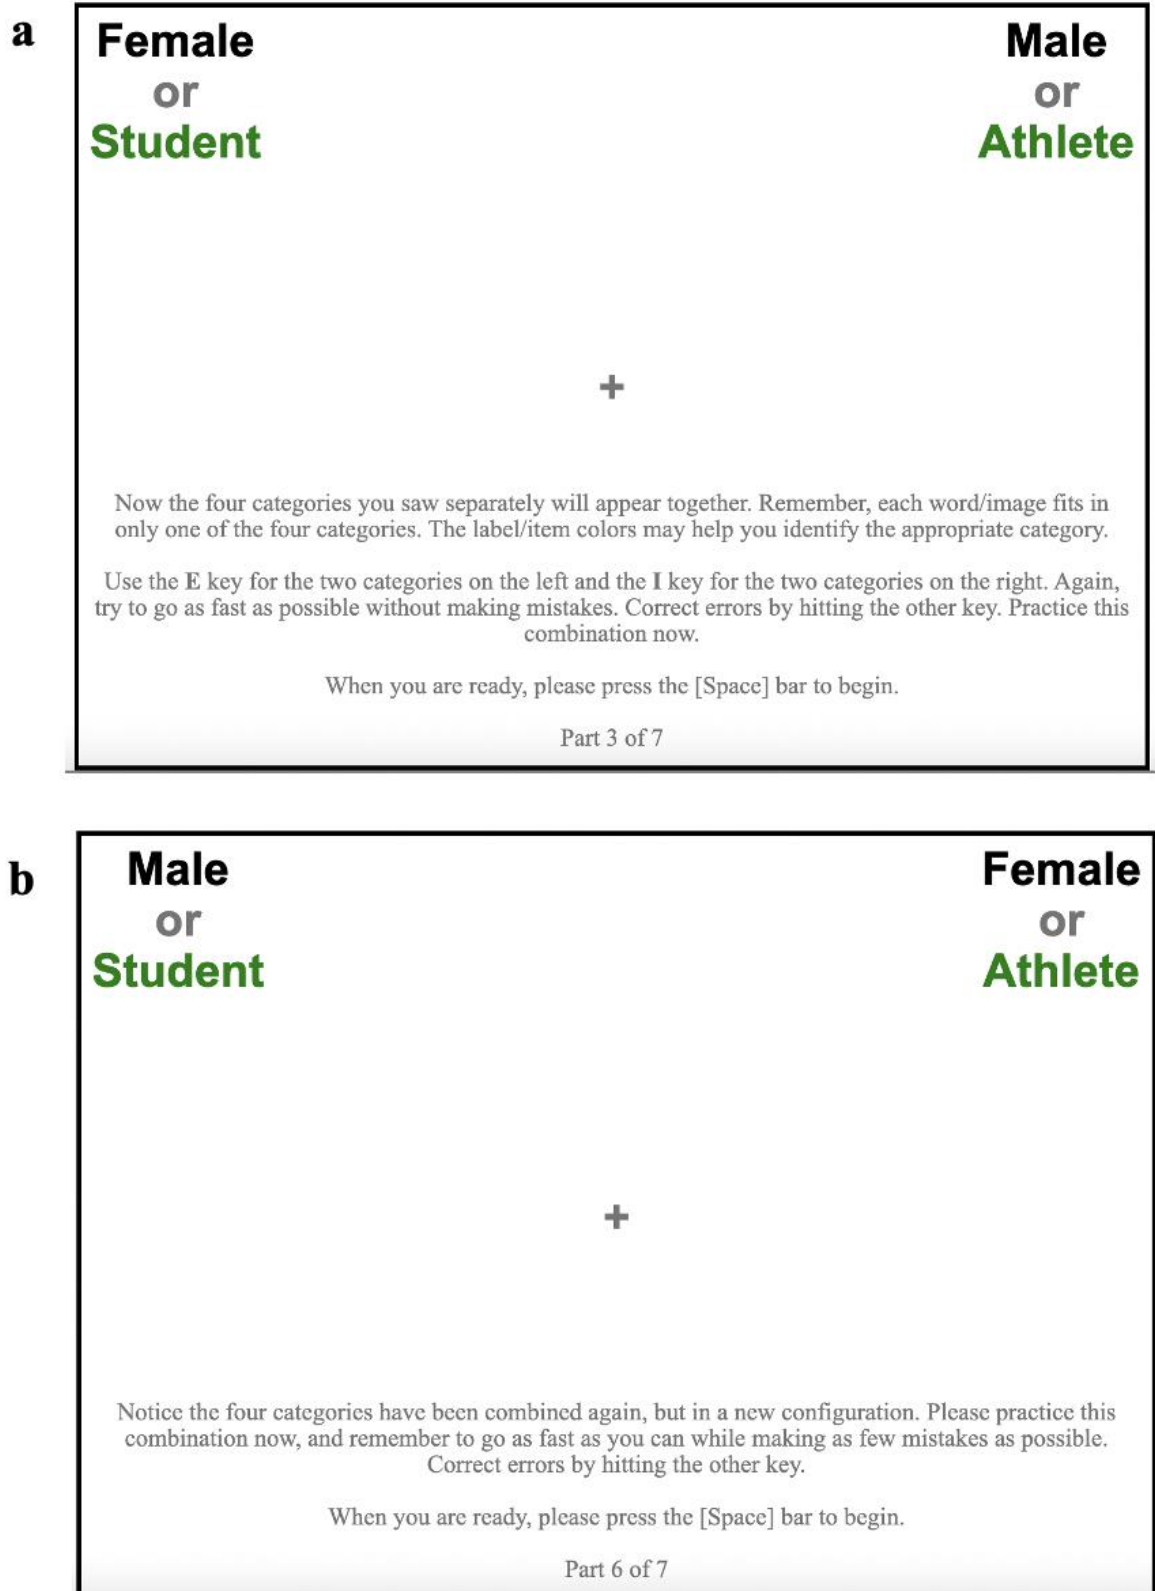 a
Female
or
Student
Male
or
Athlete
+
Now the four categories you saw separately will appear together. Remember, each word/image fits in
only one of the four categories. The label/item colors may help you identify the appropriate category.
Use the E key for the two categories on the left and the I key for the two categories on the right. Again,
try to go as fast as possible without making mistakes. Correct errors by hitting the other key. Practice this
combination now.
When you are ready, please press the [Space] bar to begin.
Part 3 of 7
b
Male
or
Student
Female
or
Athlete
+
Notice the four categories have been combined again, but in a new configuration. Please practice this
combination now, and remember to go as fast as you can while making as few mistakes as possible.
Correct errors by hitting the other key.
When you are ready, please press the [Space] bar to begin.
Part 6 of 7